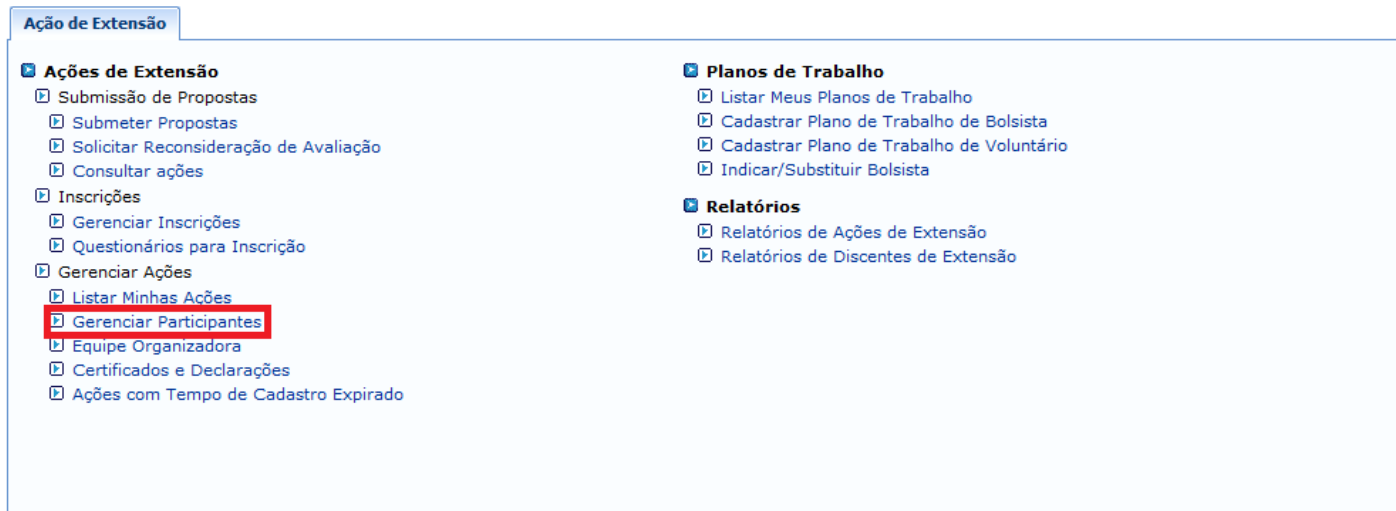 Ação de Extensão
Ações de Extensão
Submissão de Propostas
Submeter Propostas
Solicitar Reconsideração de Avaliação
Consultar ações
Inscrições
Gerenciar Inscrições
Questionários para Inscrição
Gerenciar Ações
Listar Minhas Ações
Gerenciar Participantes
Equipe Organizadora
Certificados e Declarações
Ações com Tempo de Cadastro Expirado
Planos de Trabalho
Listar Meus Planos de Trabalho
Cadastrar Plano de Trabalho de Bolsista
Cadastrar Plano de Trabalho de Voluntário
Indicar/Substituir Bolsista
Relatórios
Relatórios de Ações de Extensão
Relatórios de Discentes de Extensão